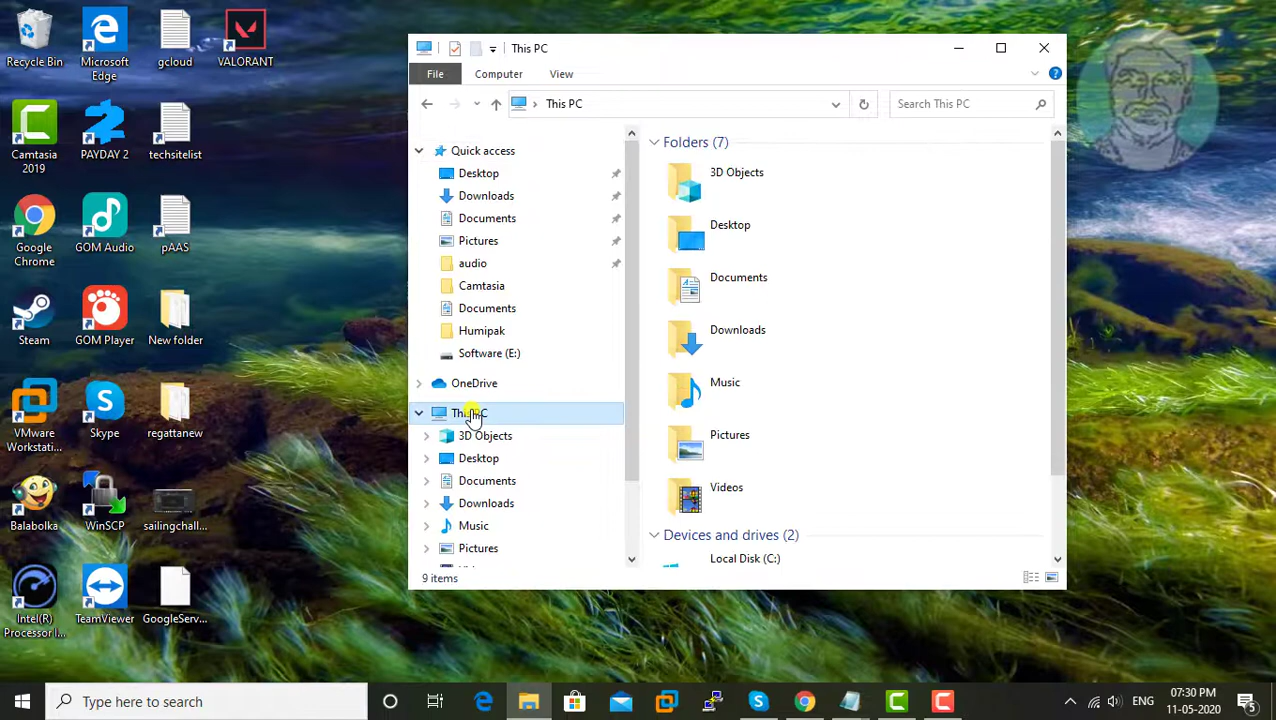 Recycle Bin
Microsoft
Edge
gcloud
VALORANT
Camtasia
2019
PAYDAY 2
techsitelist
Google
Chrome
GOM Audio
pAAS
Steam
GOM Player
New folder
VMware
Workstati...
Skype
regattanew
Balabolka
WinSCP
sailingchall...
Intel(R)
Processor I...
TeamViewer
GoogleServ...
This PC
File
Computer
View
This PC
Search This PC
Quick access
Desktop
Downloads
Documents
Pictures
audio
Camtasia
Documents
Humipak
Software (E:)
OneDrive
This PC
3D Objects
Desktop
Documents
Downloads
Music
Pictures
Folders (7)
3D Objects
Desktop
Documents
Downloads
Music
Pictures
Videos
Devices and drives (2)
Local Disk (C:)
9 items
Type here to search
ENG
07:30 PM
11-05-2020
3